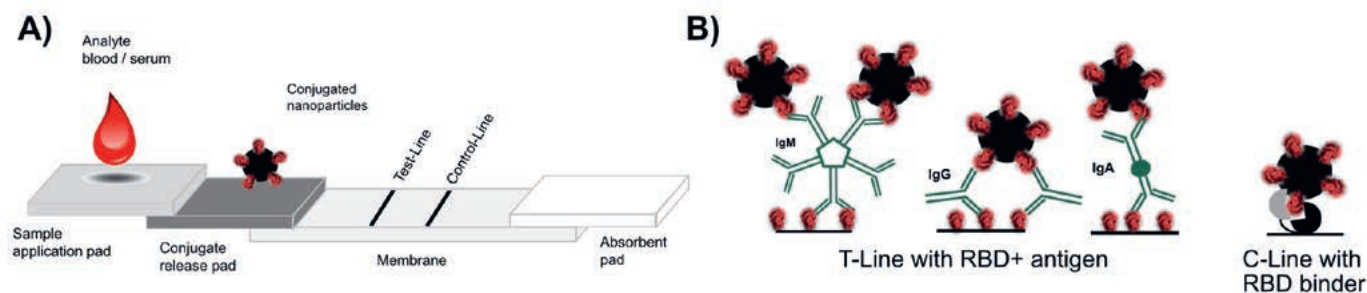 A)
Analyte
blood / serum
Conjugated
nanoparticles
Test-Line
Control-Line
Sample
application pad
Conjugate
release pad
Membrane
Absorbent
pad
B)
IgM
IgG
IgA
T-Line with RBD+ antigen
C-Line with
RBD binder